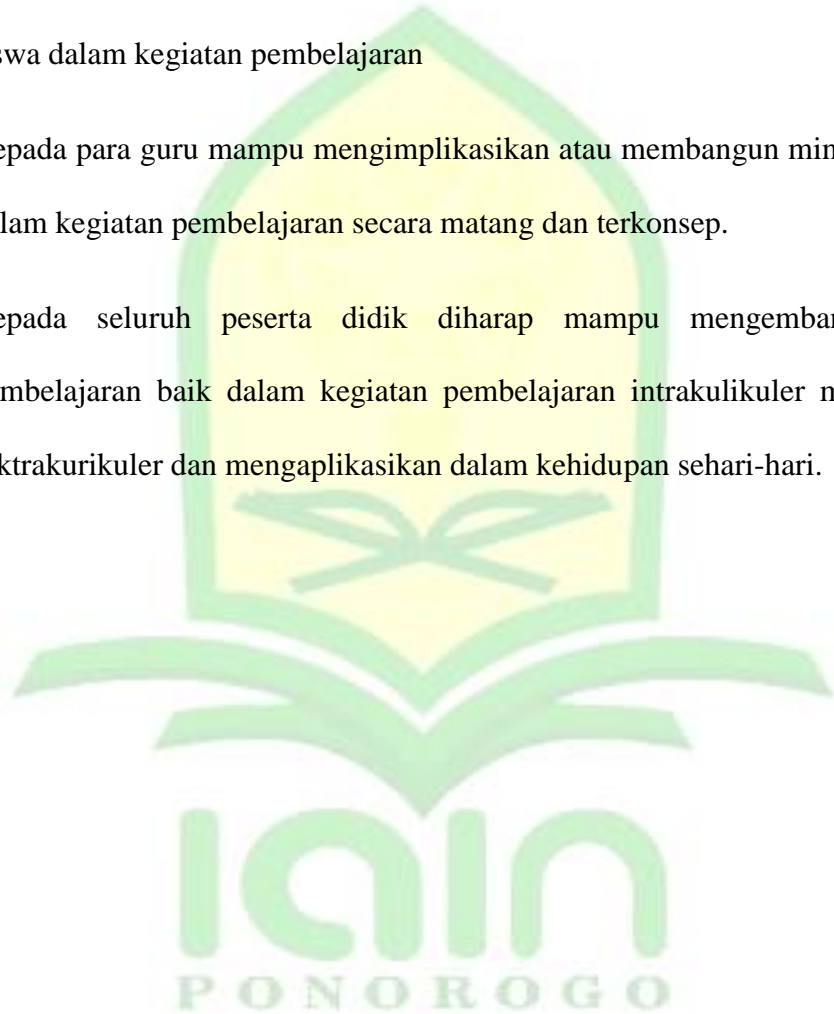 swa dalam kegiatan pembelajaran
epada para guru mampu mengimplikasikan atau membangun min
lam kegiatan pembelajaran secara matang dan terkonsep.
epada seluruh peserta didik diharap mampu mengemba
mbelajaran baik dalam kegiatan pembelajaran intrakulikuler m
ktrakurikuler dan mengaplikasikan dalam kehidupan sehari-hari.
iain
PONOROGO